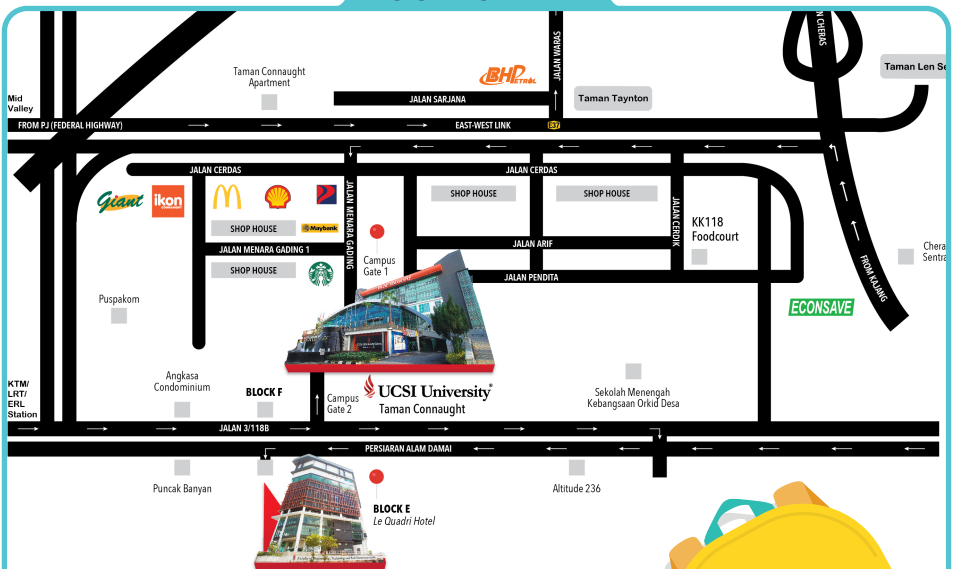 JALAN WARAS
N CHERAS
Taman Connaught
Apartment
BHPETROL
Taman Len Se
JALAN SARJANA
Taman Taynton
Mid
Valley
FROM PJ (FEDERAL HIGHWAY)
EAST-WEST LINK
E37
JALAN CERDAS
JALAN CERDAS
Giant
ikon
SHOP HOUSE
SHOP HOUSE
JALAN MENARA GADING
JALAN CERDIK
SHOP HOUSE
Maybank
KK118
Foodcourt
JALAN MENARA GADING 1
JALAN ARIF
Campus
Gate 1
Chera
Sentra
SHOP HOUSE
JALAN PENDITA
FROM KAJANG
Puspakom
ECONSAVE
Angkasa
Condominium
BLOCK F
KTM/
LRT/
ERL
Station
Campus
Gate 2
UCSI University
Taman Connaught
Sekolah Menengah
Kebangsaan Orkid Desa
JALAN 3/118B
PERSIARAN ALAM DAMAI
Puncak Banyan
Altitude 236
BLOCK E
Le Quadri Hotel